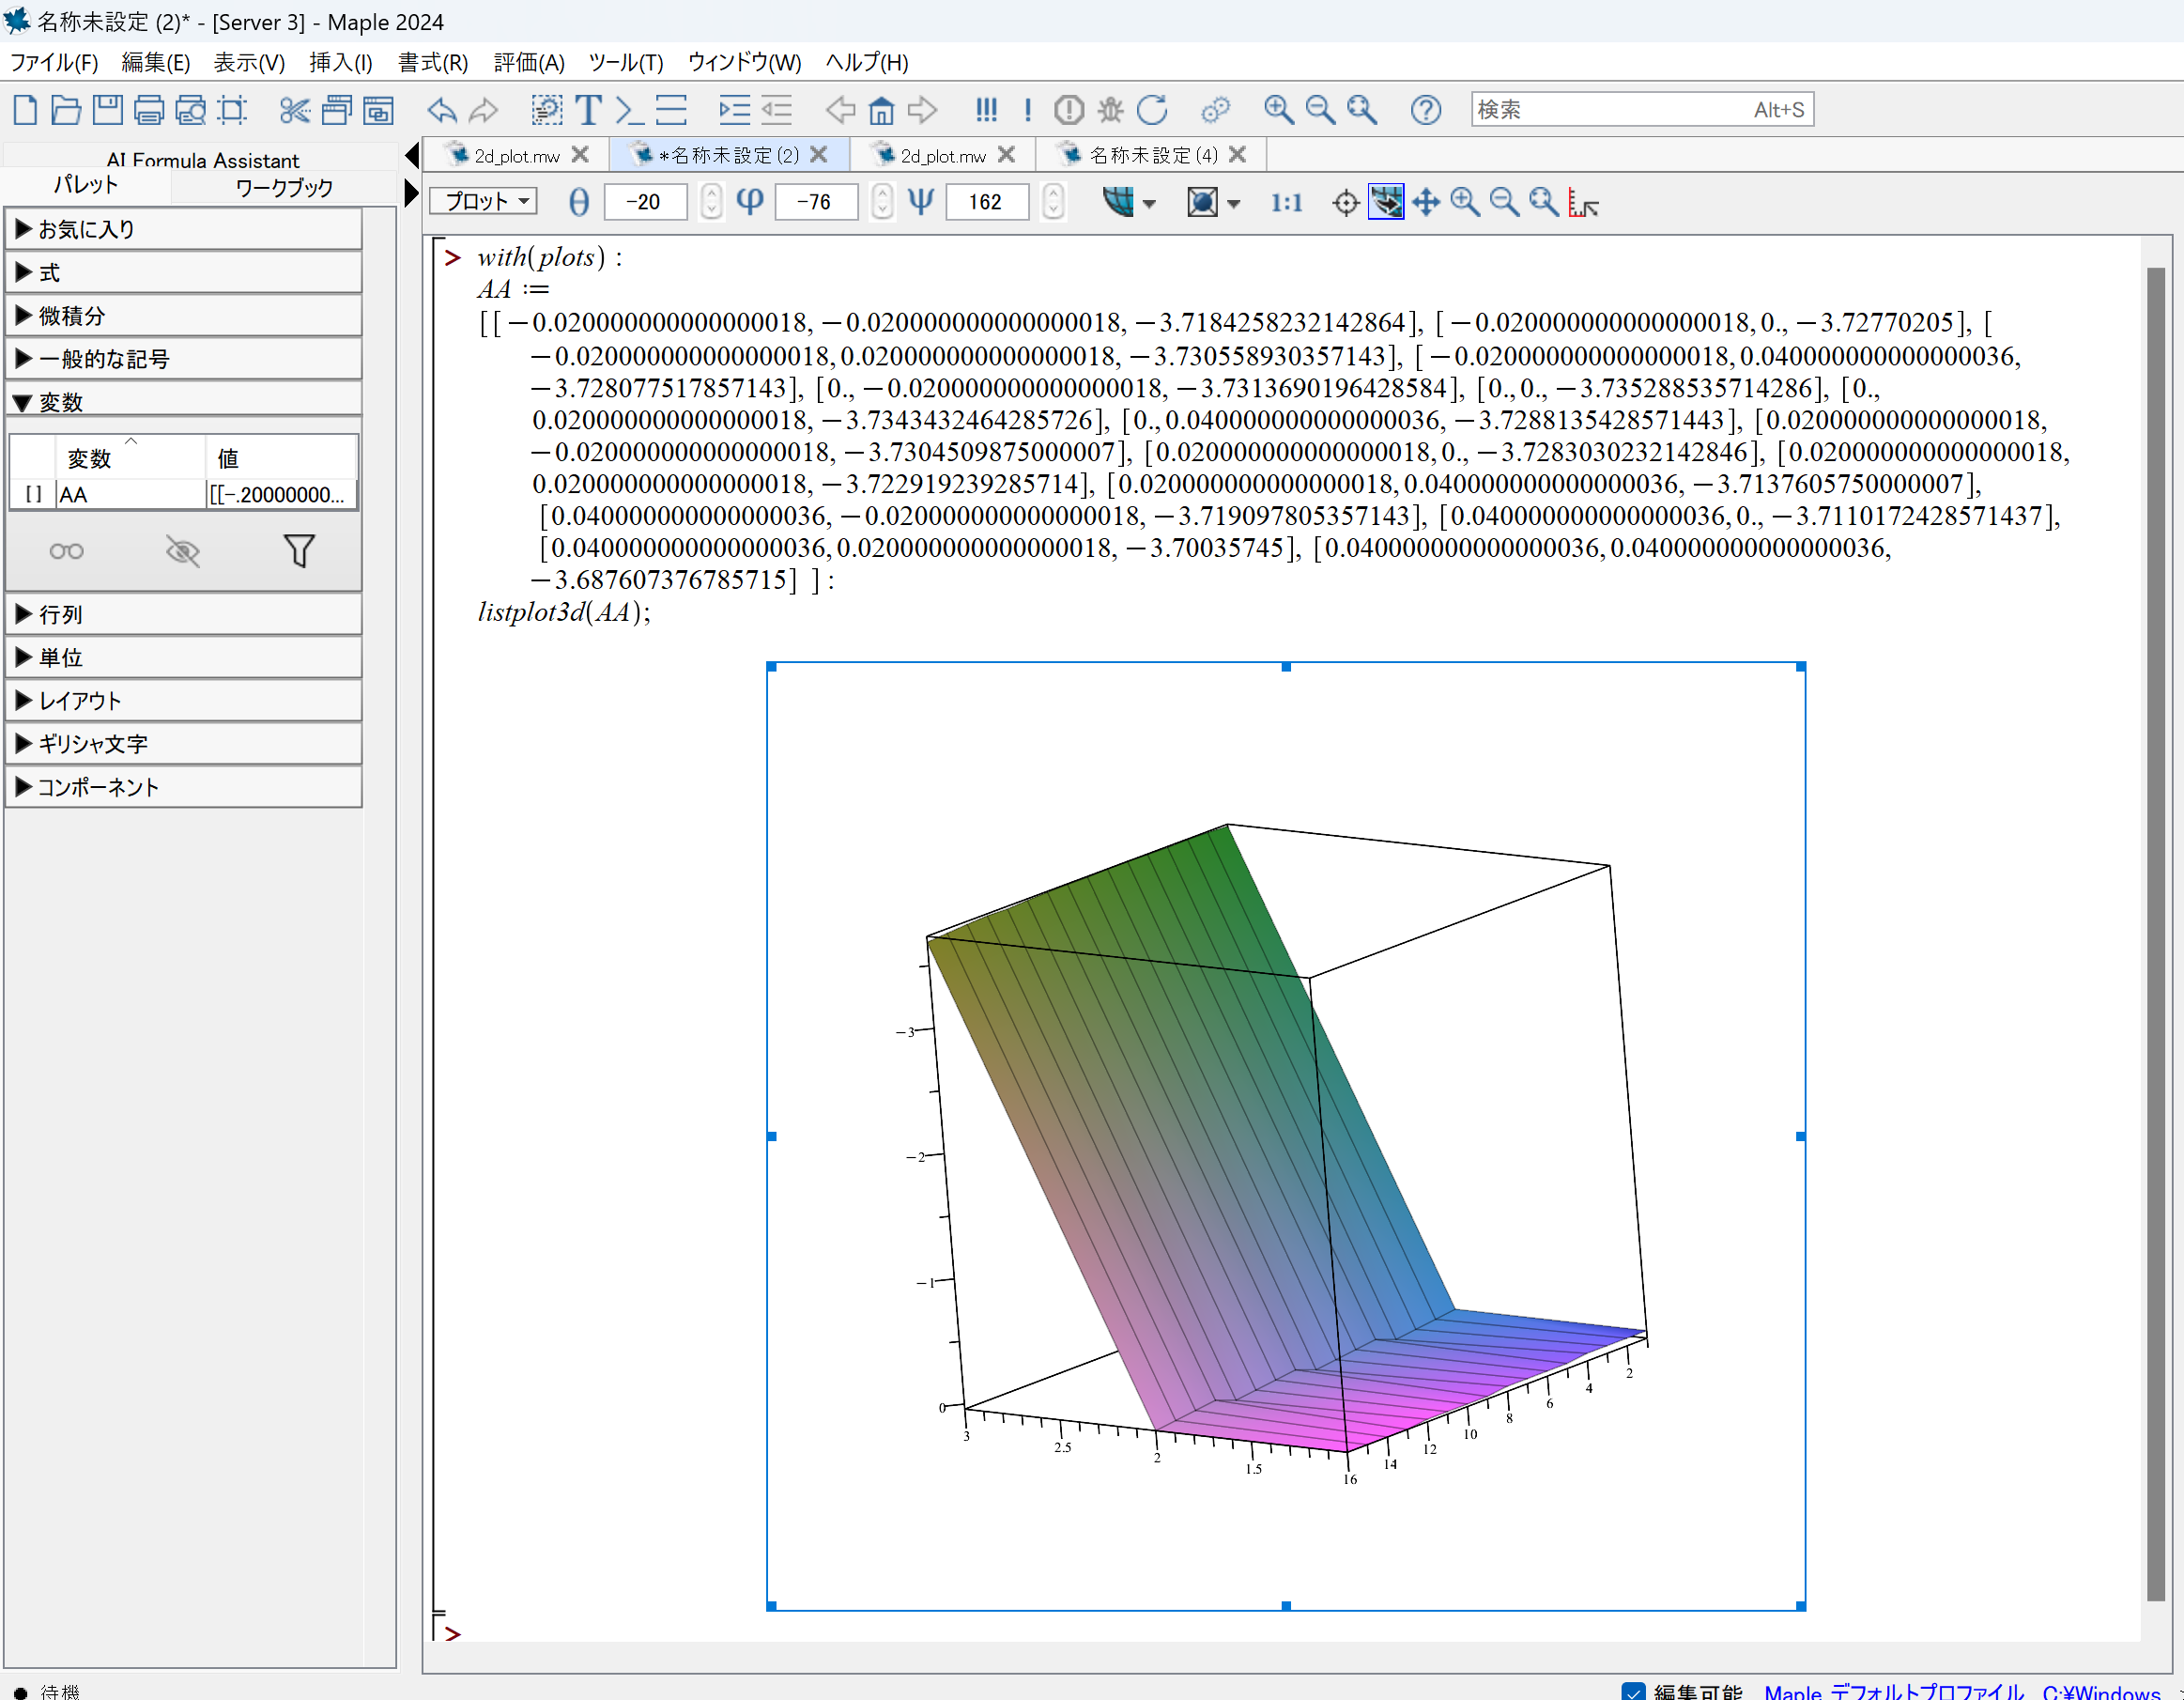 名称未設定 (2)* - [Server 3] - Maple 2024
ファイル(F) 編集(E) 表示(V) 挿入(I) 書式(R) 評価(A) ツール(T) ウィンドウ(W) ヘルプ(H)
検索 Alt+S
AI Formula Assistant
2d_plot.mw *名称未設定 (2) 2d_plot.mw 名称未設定 (4)
パレット ワークブック
プロット θ -20 φ -76 ψ 162 1:1
お気に入り
式
微積分
一般的な記号
変数
変数 値
[ ] AA [[-.20000000...
行列
単位
レイアウト
ギリシャ文字
コンポーネント
> with(plots) :
AA :=
[[−0.020000000000000018, −0.020000000000000018, −3.7184258232142864], [−0.020000000000000018, 0., −3.72770205], [
−0.020000000000000018, 0.020000000000000018, −3.730558930357143], [−0.020000000000000018, 0.040000000000000036,
−3.728077517857143], [0., −0.020000000000000018, −3.7313690196428584], [0., 0., −3.735288535714286], [0.,
0.020000000000000018, −3.7343432464285726], [0., 0.040000000000000036, −3.7288135428571443], [0.020000000000000018,
−0.020000000000000018, −3.7304509875000007], [0.020000000000000018, 0., −3.7283030232142846], [0.020000000000000018,
0.020000000000000018, −3.722919239285714], [0.020000000000000018, 0.040000000000000036, −3.7137605750000007],
[0.040000000000000036, −0.020000000000000018, −3.719097805357143], [0.040000000000000036, 0., −3.7110172428571437],
[0.040000000000000036, 0.020000000000000018, −3.70035745], [0.040000000000000036, 0.040000000000000036,
−3.687607376785715] ] :
listplot3d(AA);
−3
−2
−1
0
3 2.5 2 1.5
16 14 12 10 8 6 4 2
>
待機
編集可能 Maple デフォルトプロファイル C:¥Windows